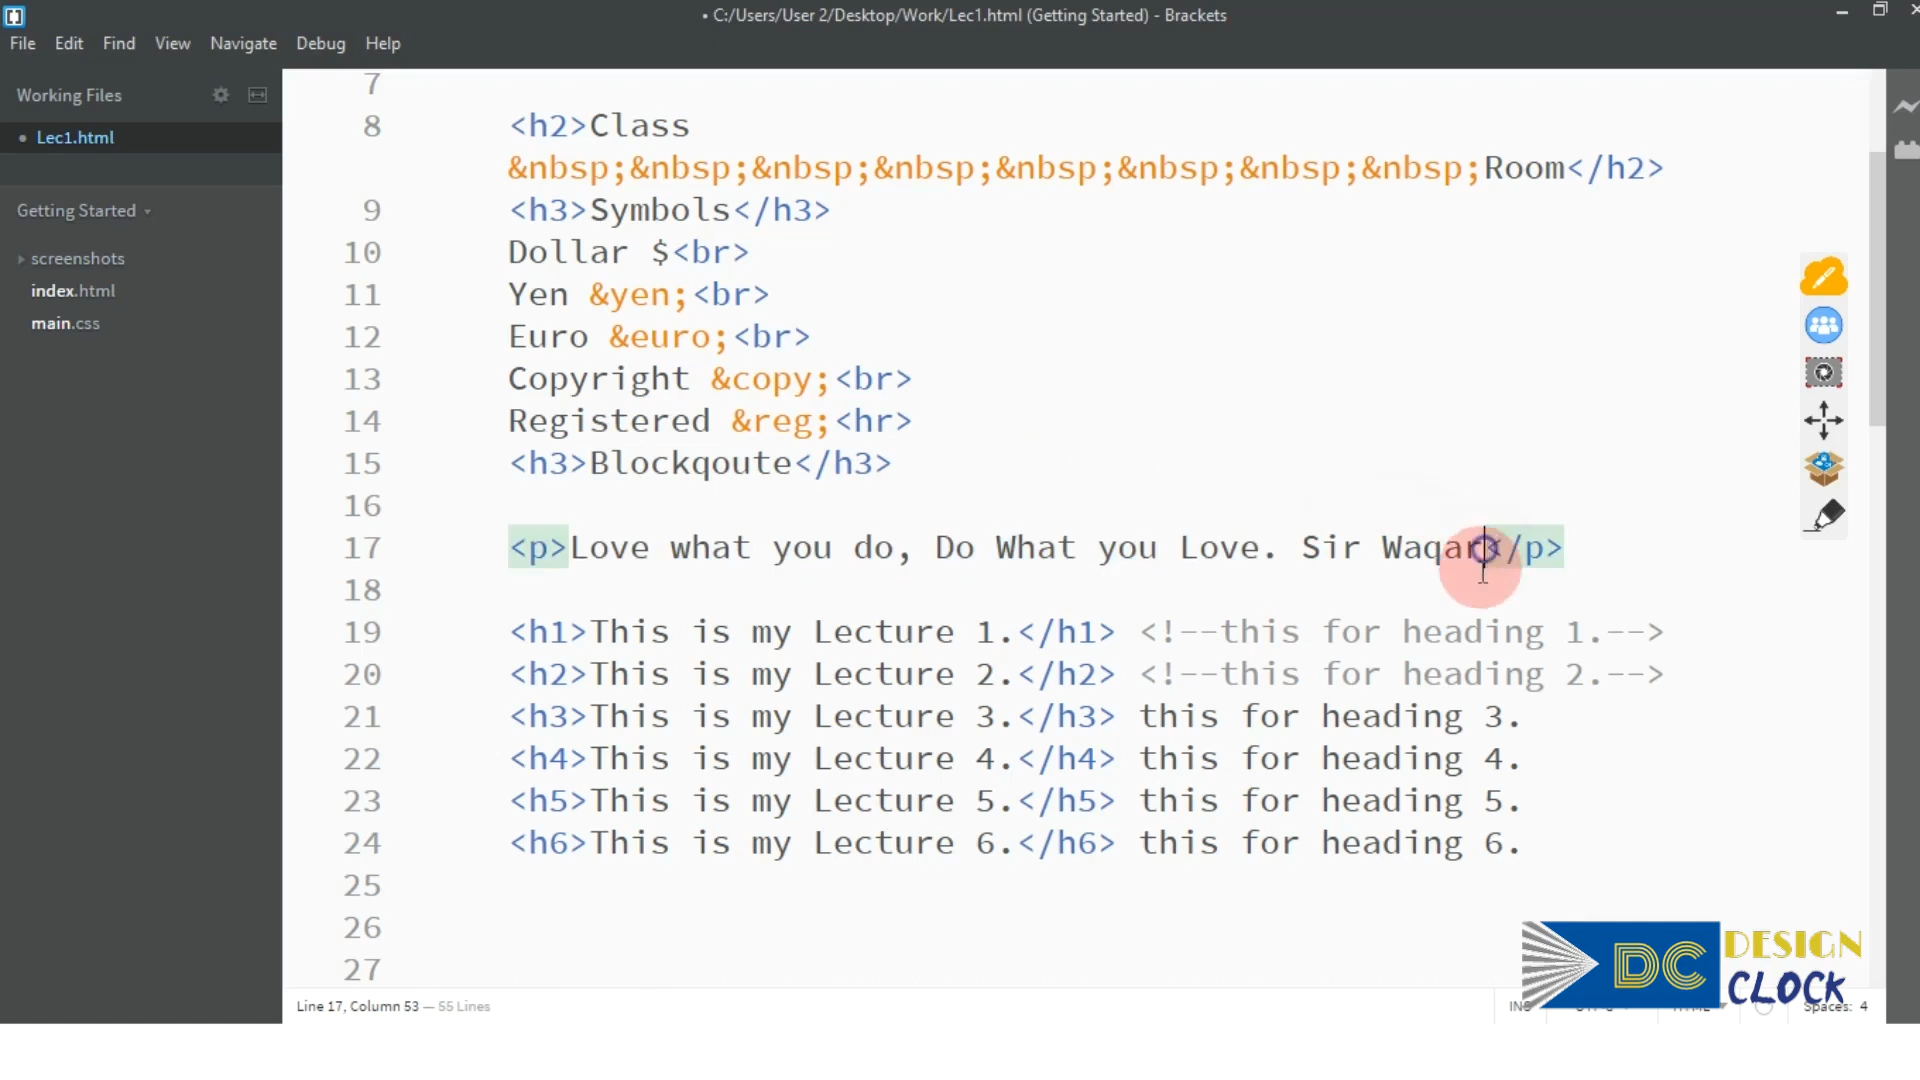 • C:/Users/User 2/Desktop/Work/Lec1.html (Getting Started) - Brackets
File Edit Find View Navigate Debug Help
Working Files
Lec1.html
Getting Started
screenshots
index.html
main.css
7
8 <h2>Class
&nbsp;&nbsp;&nbsp;&nbsp;&nbsp;&nbsp;&nbsp;&nbsp;Room</h2>
9 <h3>Symbols</h3>
10 Dollar $<br>
11 Yen &yen;<br>
12 Euro &euro;<br>
13 Copyright &copy;<br>
14 Registered &reg;<hr>
15 <h3>Blockqoute</h3>
16
17 <p>Love what you do, Do What you Love. Sir Waqar</p>
18
19 <h1>This is my Lecture 1.</h1> <!--this for heading 1.-->
20 <h2>This is my Lecture 2.</h2> <!--this for heading 2.-->
21 <h3>This is my Lecture 3.</h3> this for heading 3.
22 <h4>This is my Lecture 4.</h4> this for heading 4.
23 <h5>This is my Lecture 5.</h5> this for heading 5.
24 <h6>This is my Lecture 6.</h6> this for heading 6.
25
26
27
DC DESIGN
CLOCK
Line 17, Column 53 — 55 Lines
Spaces: 4